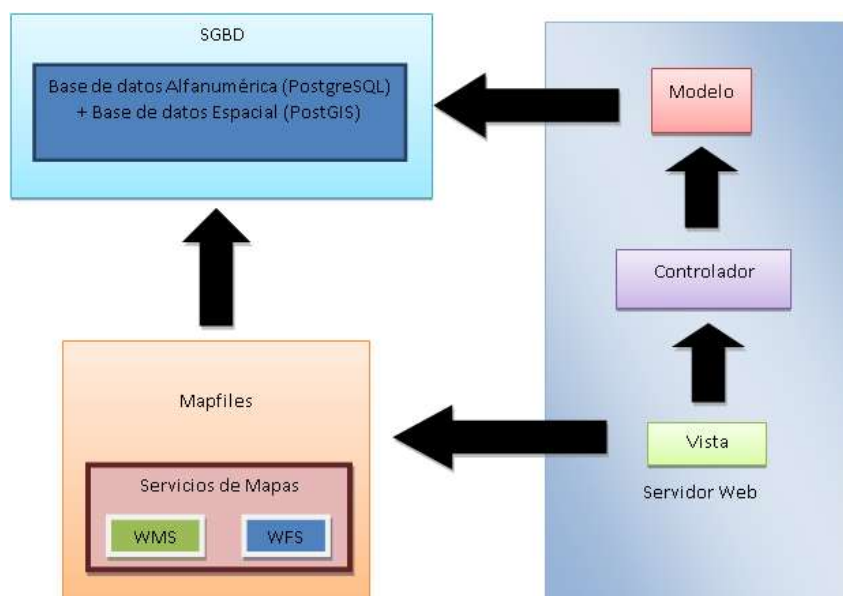 SGBD
Base de datos Alfanumérica (PostgreSQL)
+ Base de datos Espacial (PostGIS)
Modelo
Controlador
Mapfiles
Vista
Servicios de Mapas
Servidor Web
WMS
WFS